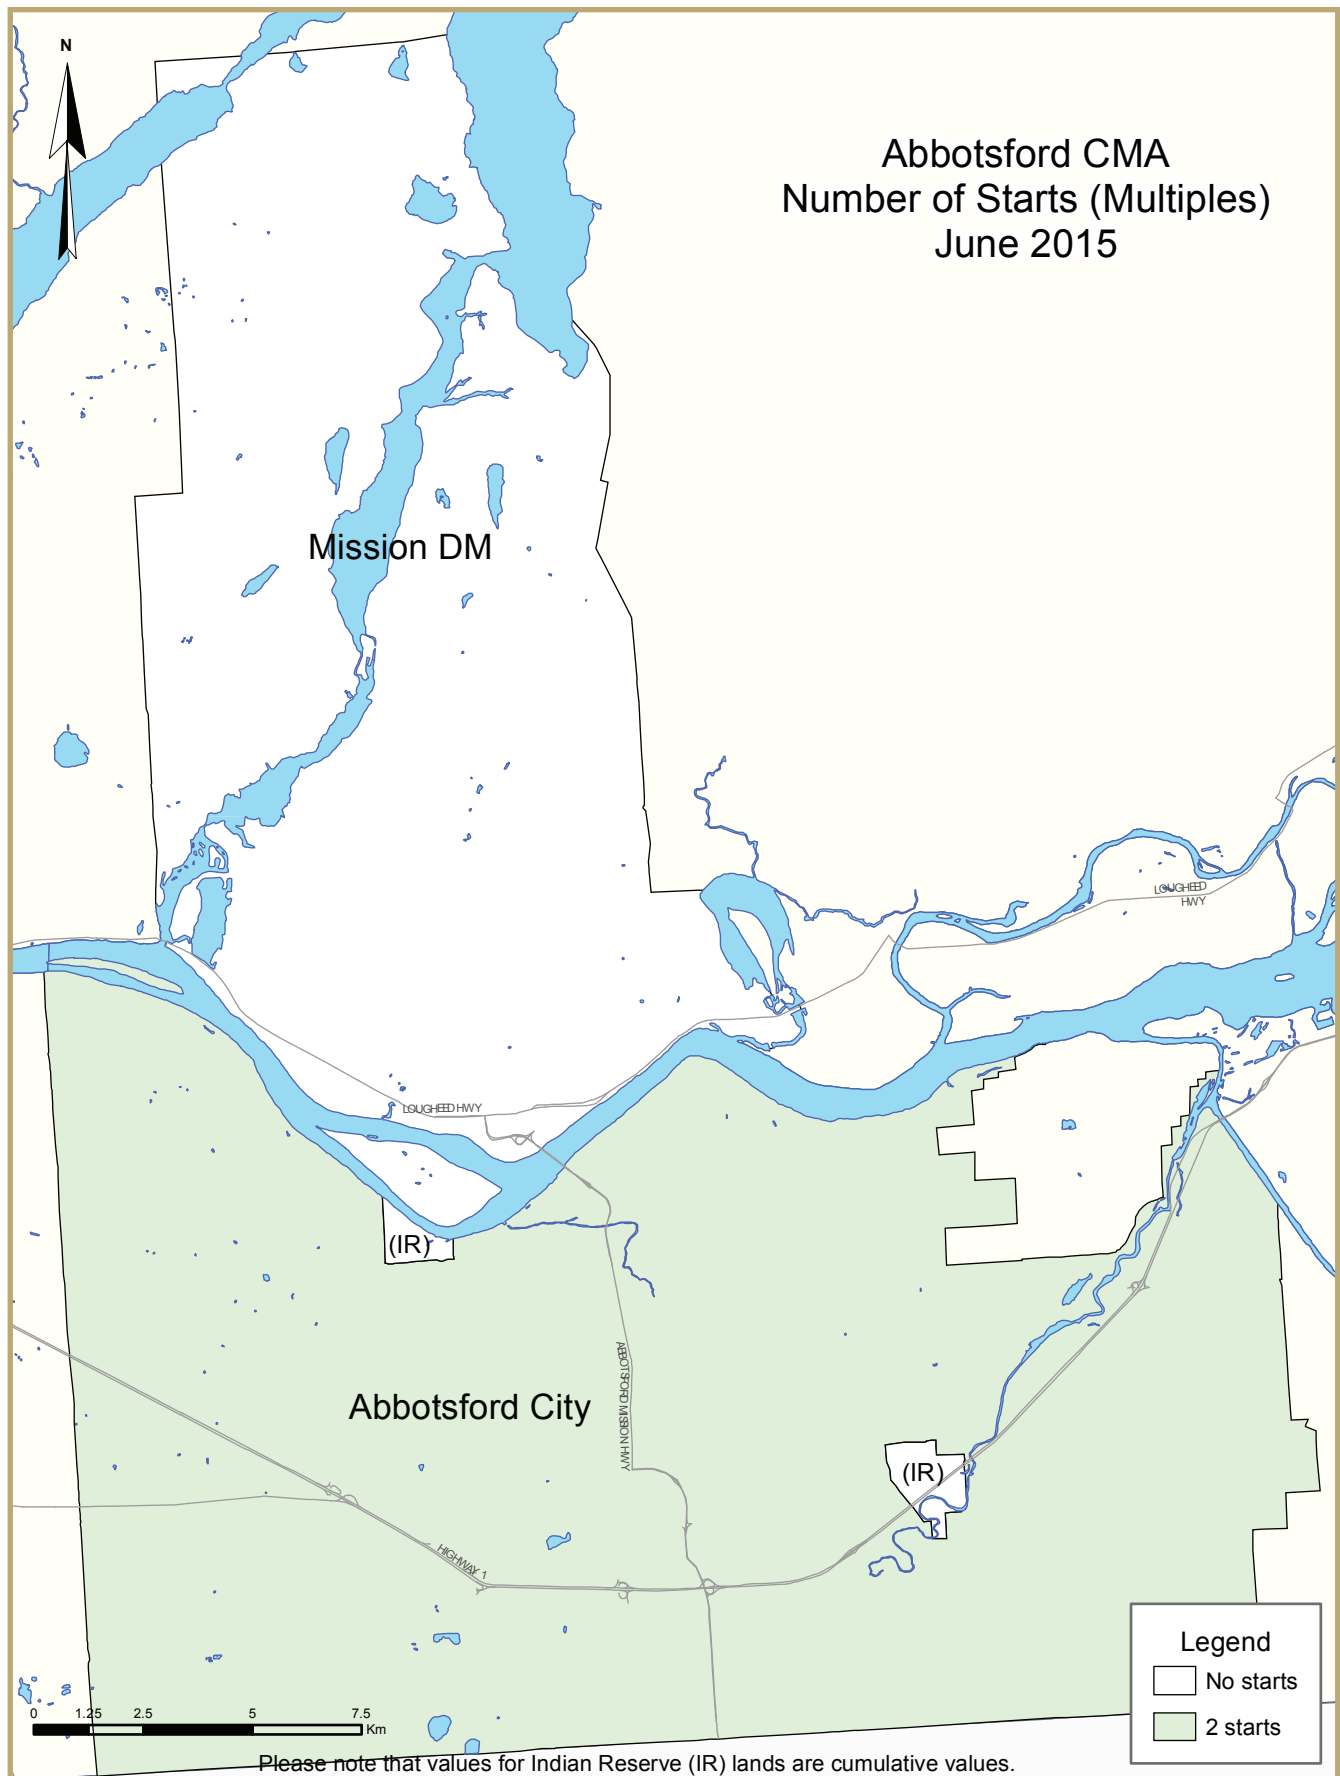 N
Abbotsford CMA
Number of Starts (Multiples)
June 2015
Mission DM
LOUGHEED
HWY
LOUGHEED HWY
(IR)
ABBOTSFORD MISSION HWY
Abbotsford City
(IR)
HIGHWAY 1
Legend
No starts
2 starts
0 1.25 2.5 5 7.5
Km
Please note that values for Indian Reserve (IR) lands are cumulative values.